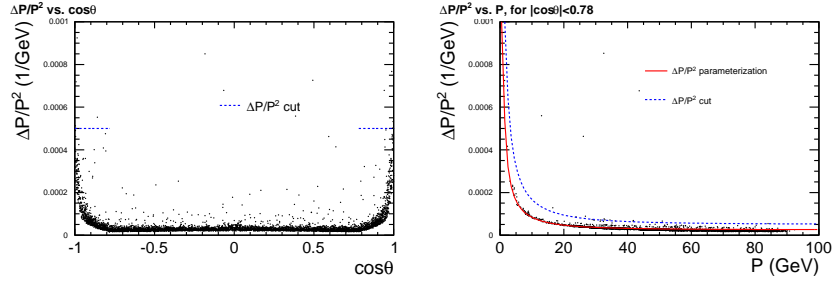 ΔP/P² vs. cosθ
ΔP/P² (1/GeV)
0.001
0.0008
0.0006
0.0004
0.0002
0
ΔP/P² cut
-1 -0.5 0 0.5 1
cosθ
ΔP/P² vs. P, for |cosθ|<0.78
ΔP/P² (1/GeV)
0.001
0.0008
0.0006
0.0004
0.0002
0
ΔP/P² parameterization
ΔP/P² cut
0 20 40 60 80 100
P (GeV)